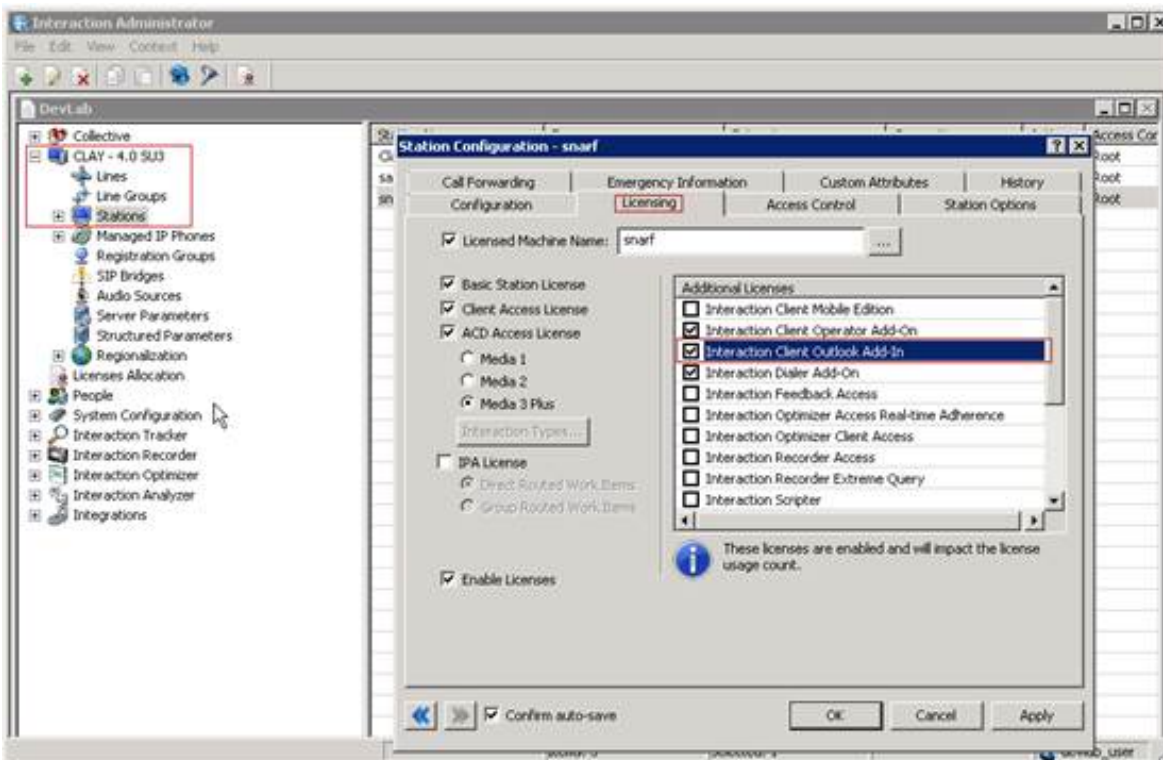 Interaction Administrator
File Edit View Context Help
DevLab
Collective
CLAY - 4.0 SU3
Lines
Line Groups
Stations
Managed IP Phones
Registration Groups
SIP Bridges
Audio Sources
Server Parameters
Structured Parameters
Regionalization
Licenses Allocation
People
System Configuration
Interaction Tracker
Interaction Recorder
Interaction Optimizer
Interaction Analyzer
Integrations
Access Cor
Root
Root
Root
Station Configuration - snarf
Call Forwarding Emergency Information Custom Attributes History
Configuration Licensing Access Control Station Options
Licensed Machine Name: snarf ...
Basic Station License
Client Access License
ACD Access License
Media 1
Media 2
Media 3 Plus
Interaction Types...
IPA License
Direct Routed Work Items
Group Routed Work Items
Enable Licenses
Additional Licenses
Interaction Client Mobile Edition
Interaction Client Operator Add-On
Interaction Client Outlook Add-In
Interaction Dialer Add-On
Interaction Feedback Access
Interaction Optimizer Access Real-time Adherence
Interaction Optimizer Client Access
Interaction Recorder Access
Interaction Recorder Extreme Query
Interaction Scripter
These licenses are enabled and will impact the license
usage count.
Confirm auto-save
OK Cancel Apply
devlab_user